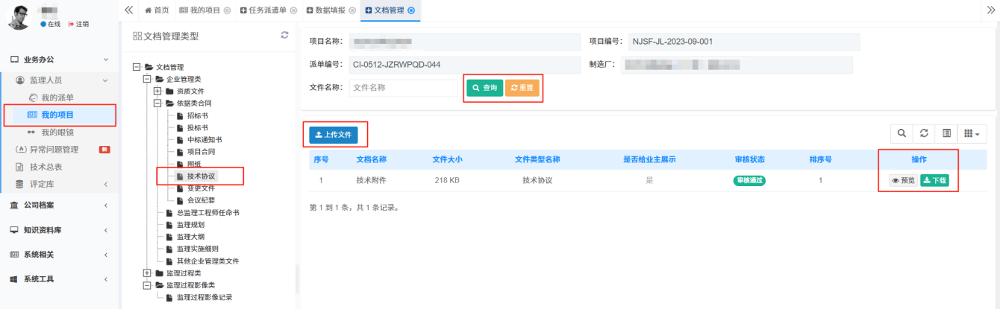 在线 注销
首页 我的项目 任务派遣单 数据填报 文档管理
业务办公
监理人员
我的派单
我的项目
我的眼镜
异常问题管理 新
技术总表
评定库
公司档案
知识资料库
系统相关
系统工具
文档管理类型
文档管理
企业管理类
资质文件
依据类合同
招标书
投标书
中标通知书
项目合同
图纸
技术协议
变更文件
会议纪要
总监理工程师任命书
监理规划
监理大纲
监理实施细则
其他企业管理类文件
监理过程类
监理过程影像类
监理过程影像记录
项目名称： 项目编号： NJSF-JL-2023-09-001
派单编号： CI-0512-JZRWPQD-044 制造厂：
文件名称： 文件名称 查询 重置
上传文件
序号 文档名称 文件大小 文件类型名称 是否给业主展示 审核状态 排序号 操作
1 技术附件 218 KB 技术协议 是 审核通过 1 预览 下载
第 1 到 1 条，共 1 条记录。